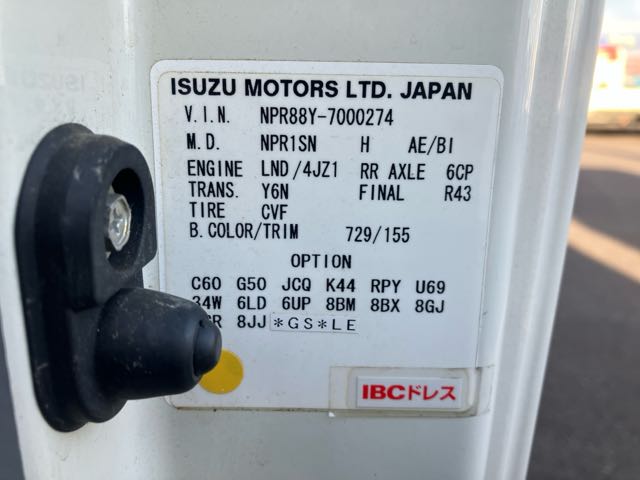 ISUZU MOTORS LTD. JAPAN
V.I.N. NPR88Y-7000274
M.D. NPR1SN H AE/BI
ENGINE LND/4JZ1 RR AXLE 6CP
TRANS. Y6N FINAL R43
TIRE CVF
B.COLOR/TRIM 729/155
OPTION
C60 G50 JCQ K44 RPY U69
6LD 6UP 8BM 8BX 8GJ
8JJ *GS*LE
IBCドレス